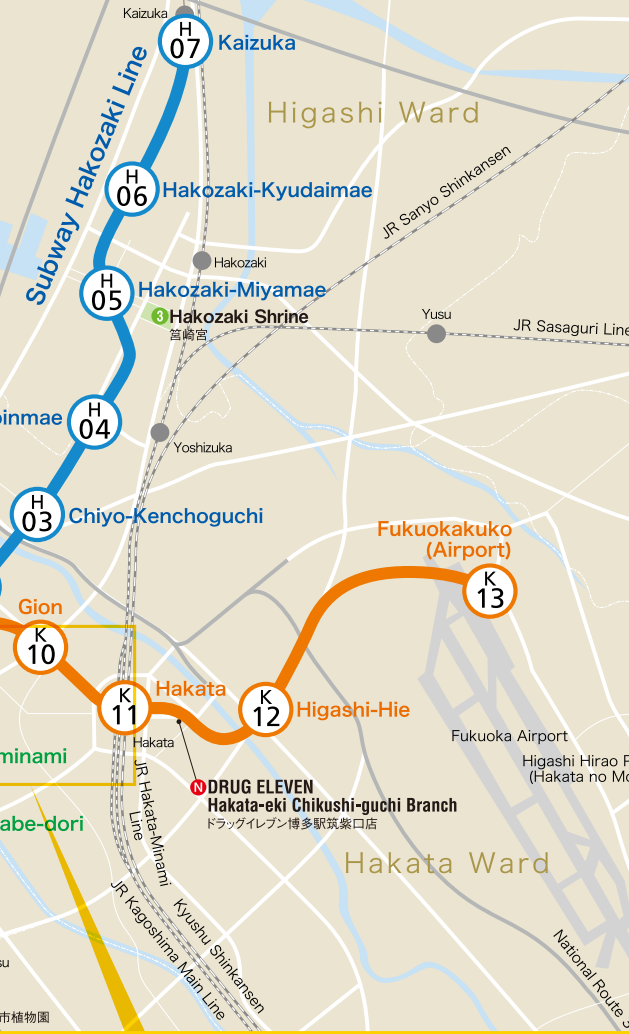 Kaizuka
H
07
Kaizuka
Subway Hakozaki Line
Higashi Ward
JR Sanyo Shinkansen
H
06
Hakozaki-Kyudaimae
Hakozaki
H
05
Hakozaki-Miyamae
3
Hakozaki Shrine
筥崎宮
Yusu
JR Sasaguri Line
inmae
H
04
Yoshizuka
H
03
Chiyo-Kenchoguchi
Fukuokakuko
(Airport)
K
13
Gion
K
10
Hakata
K
11
Hakata
K
12
Higashi-Hie
minami
Fukuoka Airport
Higashi Hirao P
(Hakata no Mo
JR Hakata-Minami
Line
N
DRUG ELEVEN
Hakata-eki Chikushi-guchi Branch
ドラッグイレブン博多駅筑紫口店
abe-dori
Hakata Ward
JR Kagoshima Main Line
Kyushu Shinkansen
National Route 3
su
市植物園